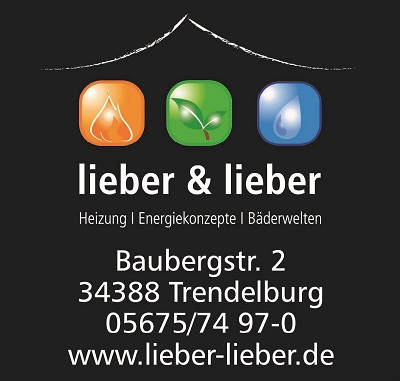 lieber & lieber
Heizung | Energiekonzepte | Bäderwelten
Baubergstr. 2
34388 Trendelburg
05675/74 97-0
www.lieber-lieber.de